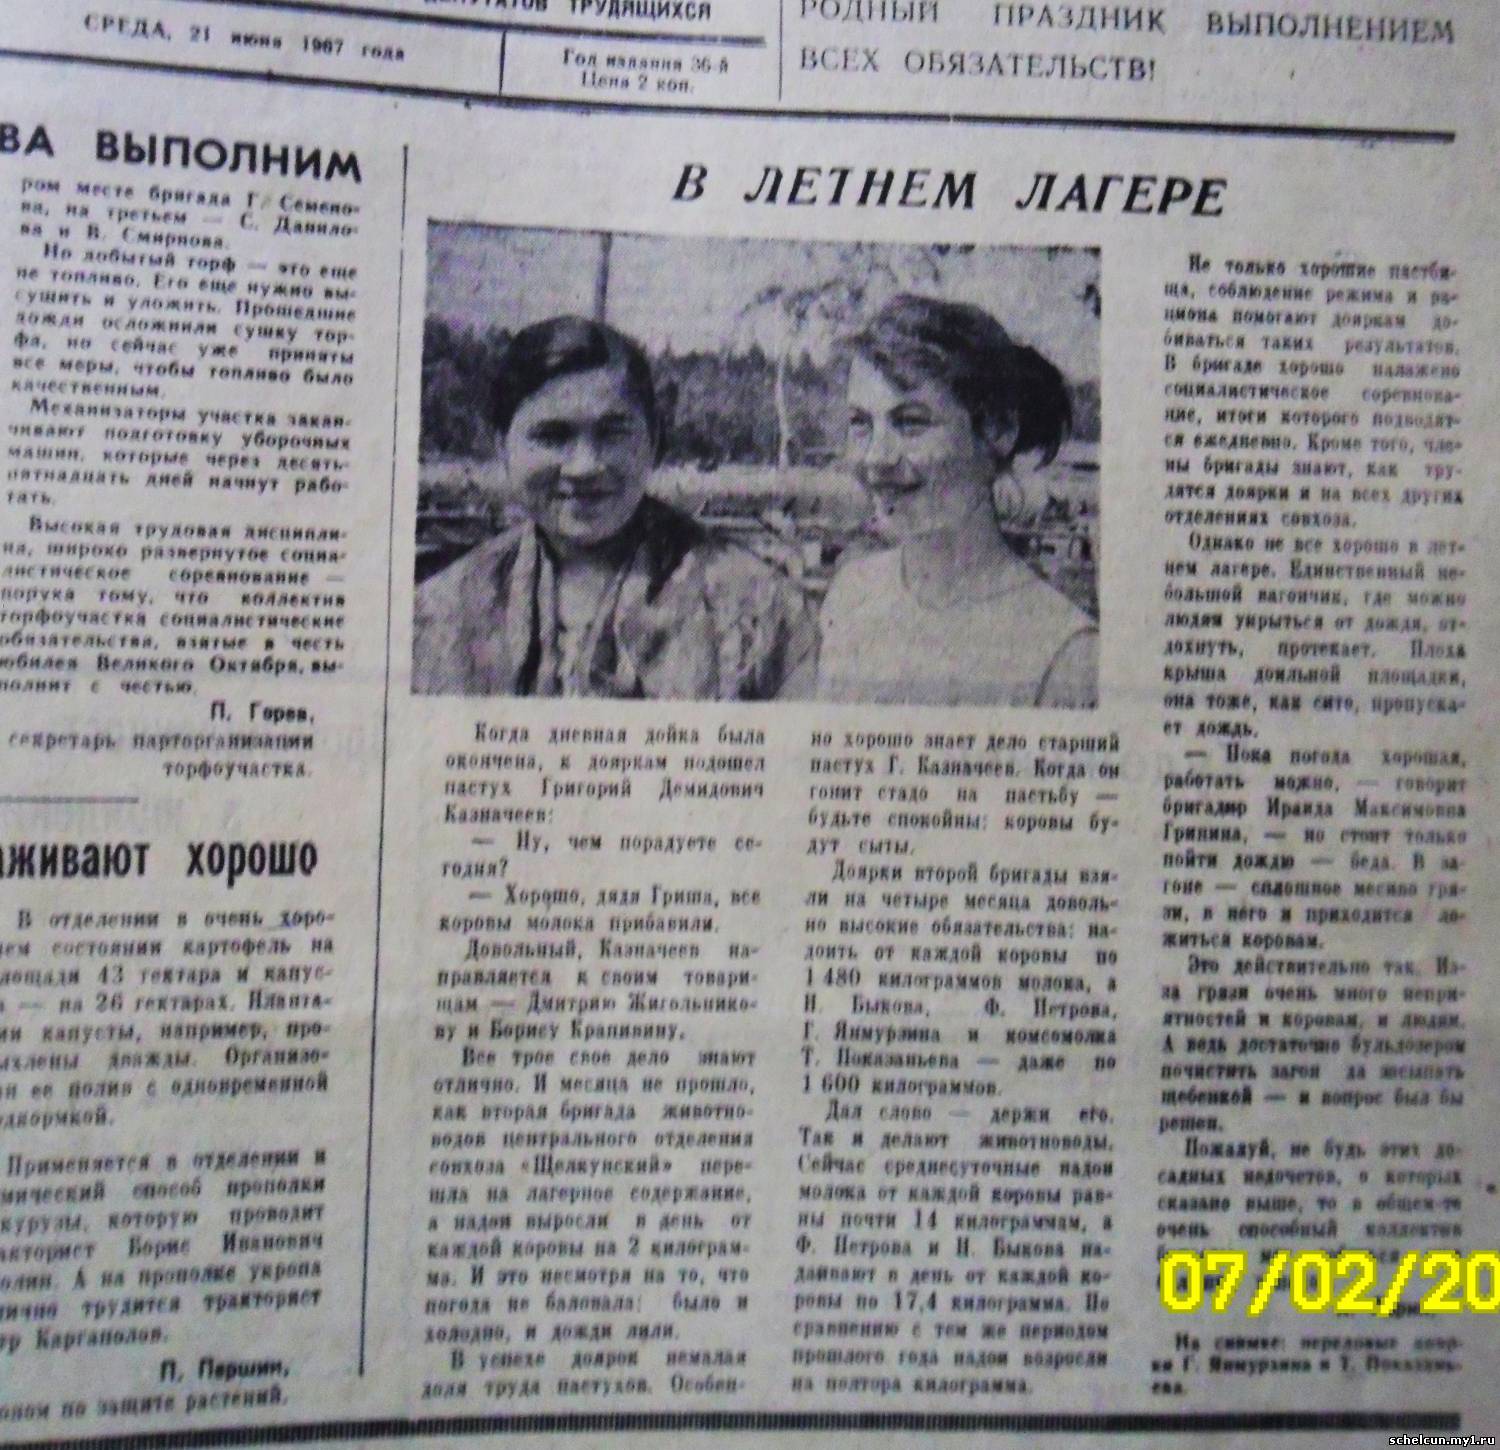 ДЕПУТАТОВ ТРУДЯЩИХСЯ
СРЕДА, 21 июня 1967 года
Год издания 36-й
Цена 2 коп.
РОДНЫЙ ПРАЗДНИК ВЫПОЛНЕНИЕМ
ВСЕХ ОБЯЗАТЕЛЬСТВ!
ВА ВЫПОЛНИМ
ром месте бригада Г. Семено-
ва, на третьем — С. Данило-
ва и В. Смирнова.
Но добытый торф — это еще
не топливо. Его еще нужно вы-
сушить и уложить. Прошедшие
дожди осложнили сушку тор-
фа, но сейчас уже приняты
все меры, чтобы топливо было
качественным.
Механизаторы участка закан-
чивают подготовку уборочных
машин, которые через десять-
пятнадцать дней начнут рабо-
тать.
Высокая трудовая дисципли-
на, широко развернутое социа-
листическое соревнование —
порука тому, что коллектив
торфоучастка социалистические
обязательства, взятые в честь
юбилея Великого Октября, вы-
полнит с честью.
П. Горев,
секретарь парторганизации
торфоучастка.
аживают хорошо
В отделении в очень хоро-
шем состоянии картофель на
площади 43 гектара и капус-
та — на 26 гектарах. Планта-
ции капусты, например, про-
рыхлены дважды. Организо-
ван ее полив с одновременной
подкормкой.
Применяется в отделении и
химический способ прополки
кукурузы, которую проводит
тракторист Борис Иванович
олин. А на прополке укропа
отлично трудится тракторист
тр Каргаполов.
П. Першин,
оном по защите растений.
В ЛЕТНЕМ ЛАГЕРЕ
Когда дневная дойка была
окончена, к дояркам подошел
пастух Григорий Демидович
Казначеев:
— Ну, чем порадуете се-
годня?
— Хорошо, дядя Гриша, все
коровы молока прибавили.
Довольный, Казначеев на-
правляется к своим товари-
щам — Дмитрию Жигольнико-
ву и Борису Крапивину.
Все трое свое дело знают
отлично. И месяца не прошло,
как вторая бригада животно-
водов центрального отделения
совхоза «Щелкунский» пере-
шла на лагерное содержание,
а надои выросли в день от
каждой коровы на 2 килограм-
ма. И это несмотря на то, что
погода не баловала: было и
холодно, и дожди лили.
В успехе доярок немалая
доля труда пастухов. Особен-
но хорошо знает дело старший
пастух Г. Казначеев. Когда он
гонит стадо на пастьбу —
будьте спокойны: коровы бу-
дут сыты.
Доярки второй бригады взя-
ли на четыре месяца доволь-
но высокие обязательства: на-
доить от каждой коровы по
1 480 килограммов молока, а
Н. Быкова, Ф. Петрова,
Г. Янмурзина и комсомолка
Т. Показаньева — даже по
1 600 килограммов.
Дал слово — держи его.
Так и делают животноводы.
Сейчас среднесуточные надои
молока от каждой коровы рав-
ны почти 14 килограммам, а
Ф. Петрова и Н. Быкова на-
даивают в день от каждой ко-
ровы по 17,4 килограмма. По
сравнению с тем же периодом
прошлого года надои возросли
на полтора килограмма.
Не только хорошие пастби-
ща, соблюдение режима и ра-
циона помогают дояркам до-
биваться таких результатов.
В бригаде хорошо налажено
социалистическое соревнова-
ние, итоги которого подводят-
ся ежедневно. Кроме того, чле-
ны бригады знают, как тру-
дятся доярки и на всех других
отделениях совхоза.
Однако не все хорошо в лет-
нем лагере. Единственный не-
большой вагончик, где можно
людям укрыться от дождя, от-
дохнуть, протекает. Плоха
крыша доильной площадки,
она тоже, как сито, пропуска-
ет дождь.
— Пока погода хорошая,
работать можно, — говорит
бригадир Ираида Максимовна
Грипина, — но стоит только
пойти дождю — беда. В за-
гоне — сплошное месиво гря-
зи, в него и приходится ло-
житься коровам.
Это действительно так. Из-
за грязи очень много непри-
ятностей и коровам, и людям.
А ведь достаточно бульдозером
почистить загон да засыпать
щебенкой — и вопрос был бы
решен.
Пожалуй, не будь этих до-
садных недочетов, о которых
сказано выше, то в общем-то
очень способный коллектив
07/02/20
На снимке: передовые дояр-
ки Г. Янмурзина и Т. Показань-
ева.
schelcun.my1.ru